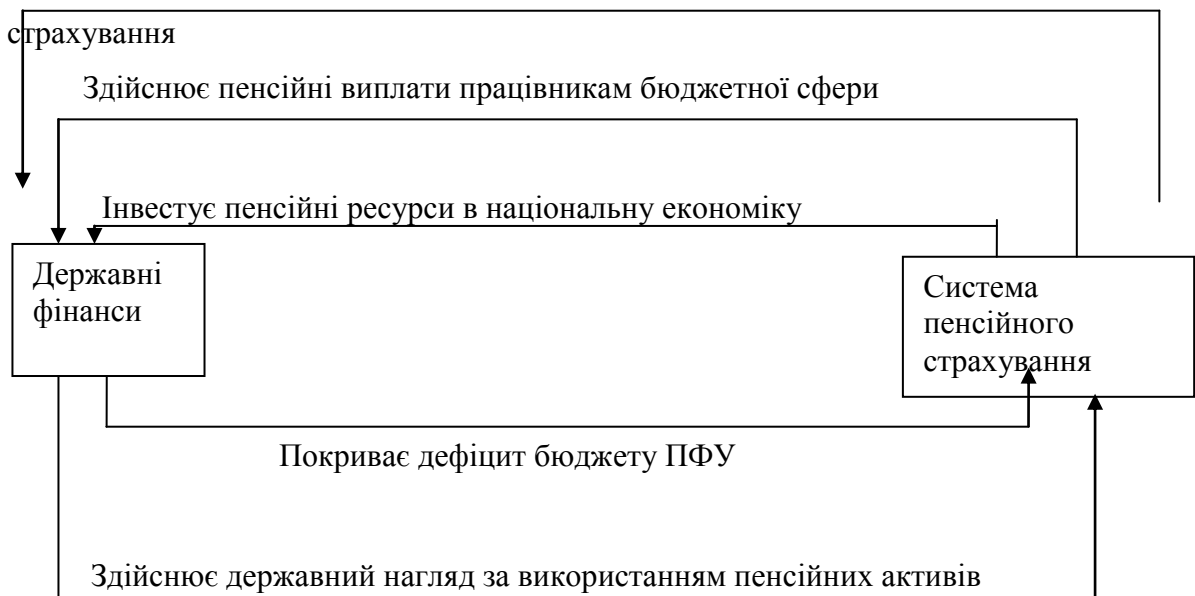 страхування
Здійснює пенсійні виплати працівникам бюджетної сфери
Інвестує пенсійні ресурси в національну економіку
Державні
фінанси
Система
пенсійного
страхування
Покриває дефіцит бюджету ПФУ
Здійснює державний нагляд за використанням пенсійних активів